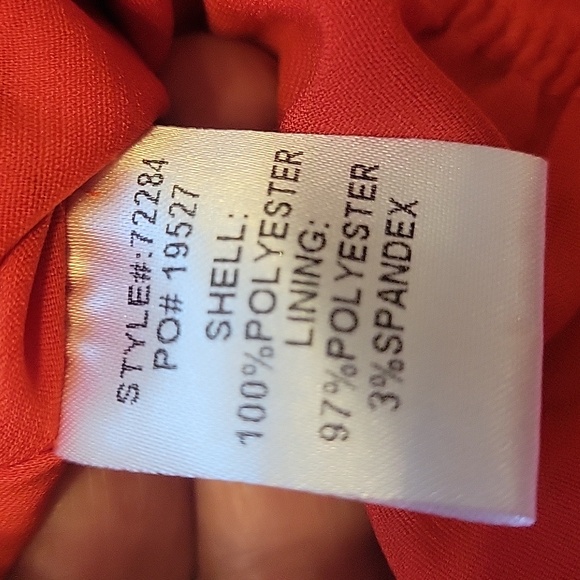 STYLE#:72284
PO# 19527
SHELL:
100%POLYESTER
LINING:
97%POLYESTER
3%SPANDEX